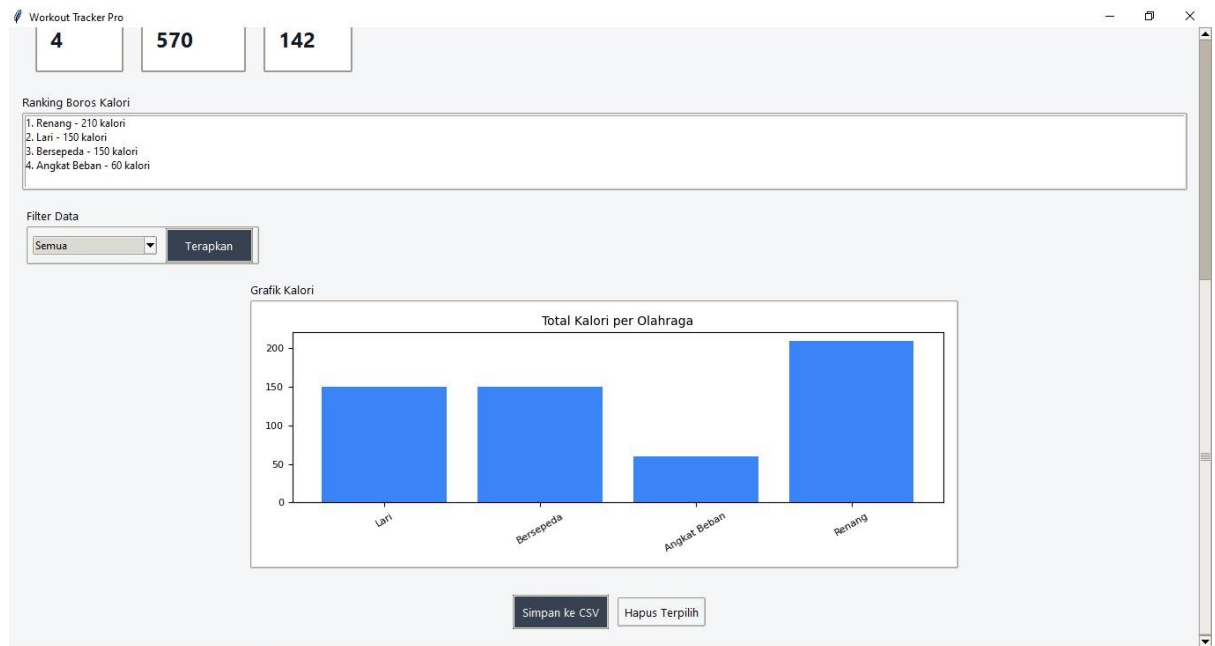 Workout Tracker Pro
4 570 142
Ranking Boros Kalori
1. Renang - 210 kalori
2. Lari - 150 kalori
3. Bersepeda - 150 kalori
4. Angkat Beban - 60 kalori
Filter Data
Semua Terapkan
Grafik Kalori
Total Kalori per Olahraga
200
150
100
50
0
Lari Bersepeda Angkat Beban Renang
Simpan ke CSV Hapus Terpilih